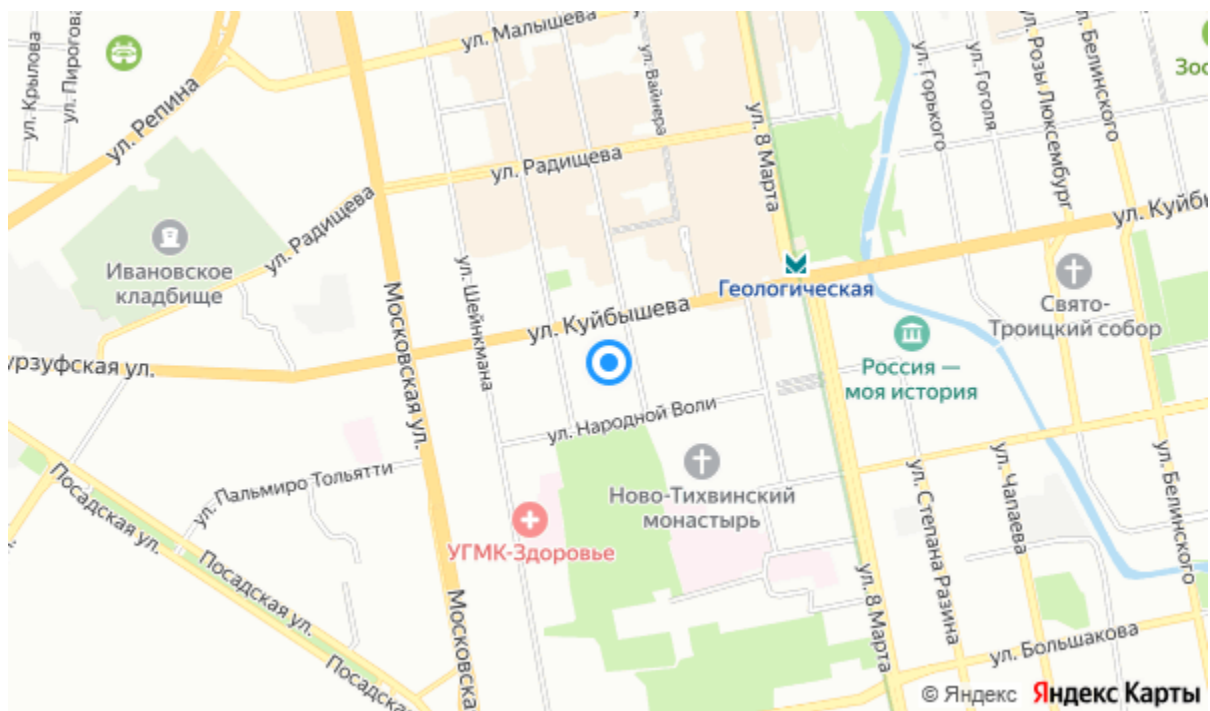 ул. Крылова
ул. Пирогова
ул. Репина
ул. Малышева
ул. Вайнера
ул. 8 Марта
ул. Горького
ул. Гоголя
ул. Розы Люксембург
ул. Белинского
Зоо
ул. Радищева
ул. Радищева
Ивановское
кладбище
Московская ул.
ул. Шейнкмана
ул. Куйбышева
Геологическая
ул. Куйбы
Свято-
Троицкий собор
Россия —
моя история
урзуфская ул.
ул. Народной Воли
Ново-Тихвинский
монастырь
ул. Пальмиро Тольятти
УГМК-Здоровье
Посадская ул.
Посадская ул.
Посадская
Московска
ул. 8 Марта
ул. Степана Разина
ул. Чапаева
ул. Белинского
ул. Большакова
© Яндекс Яндекс Карты